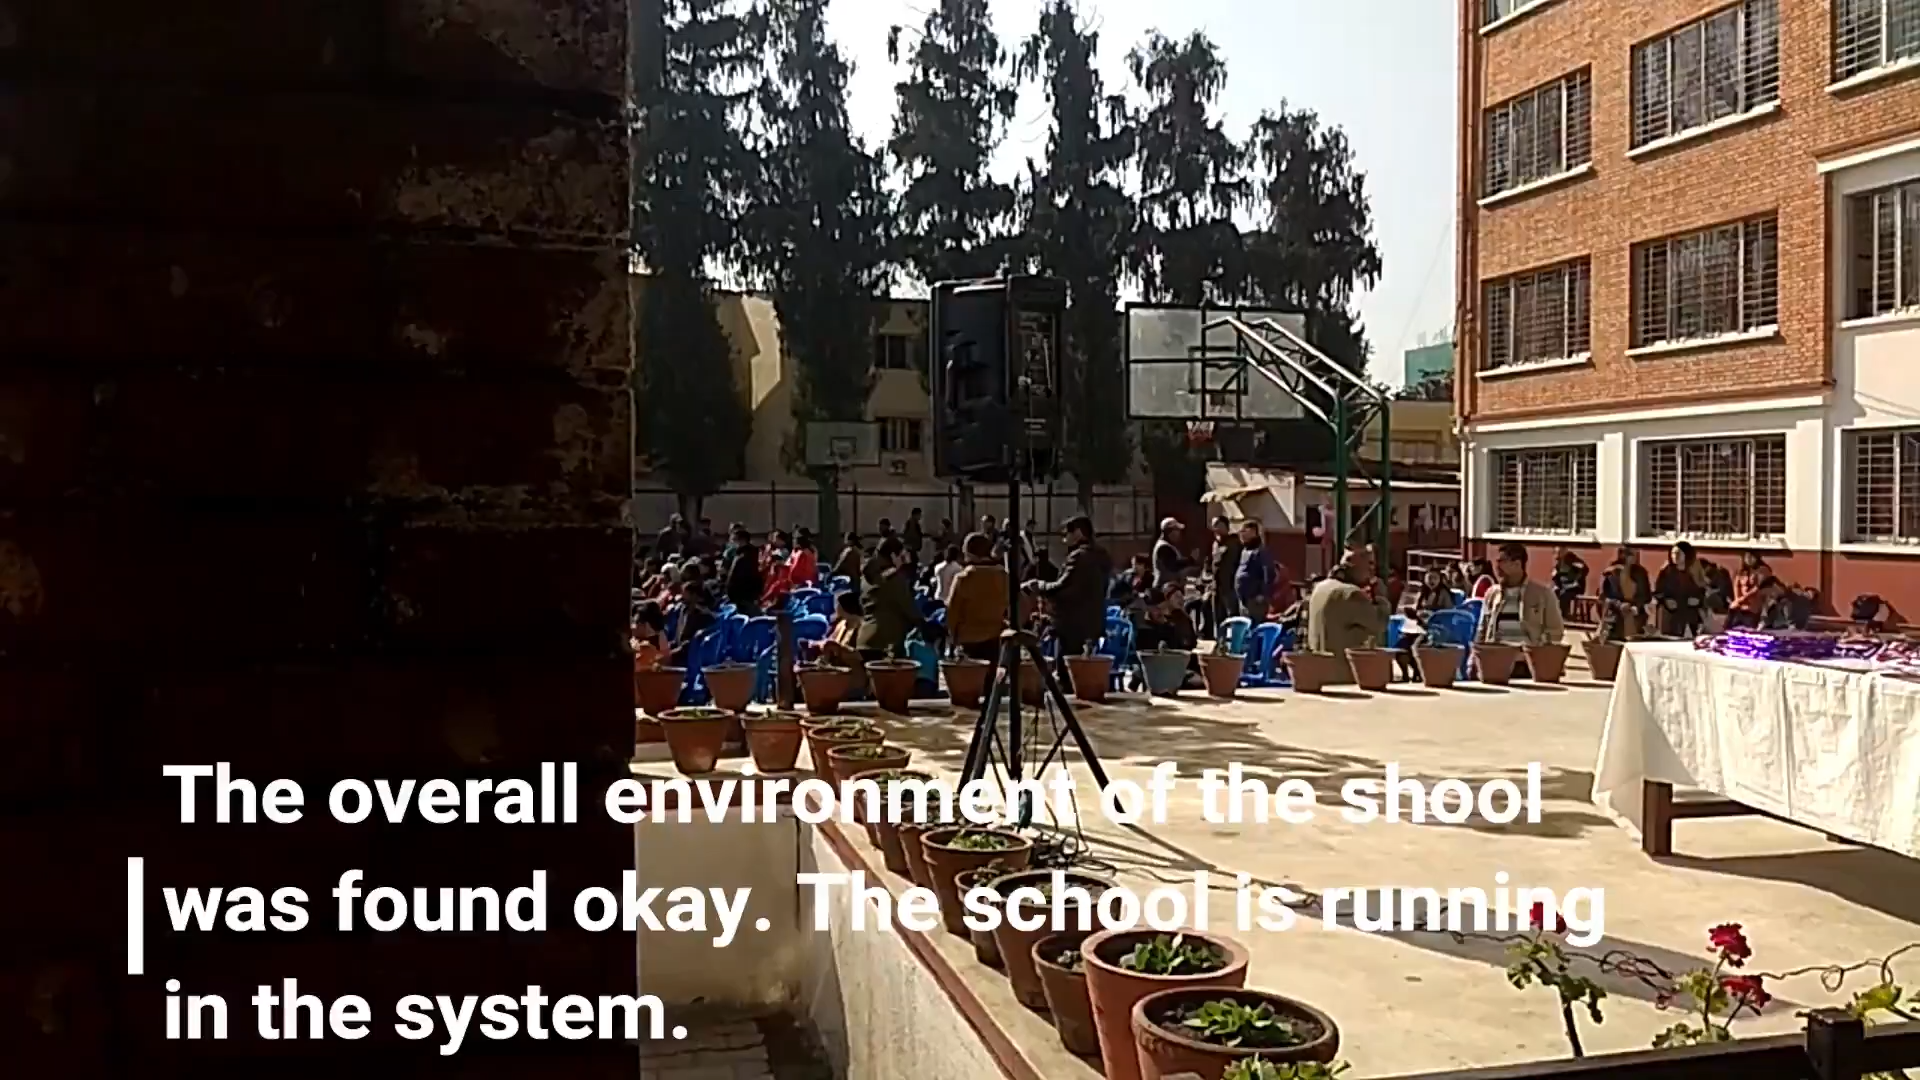 The overall environment of the shool
was found okay. The school is running
in the system.